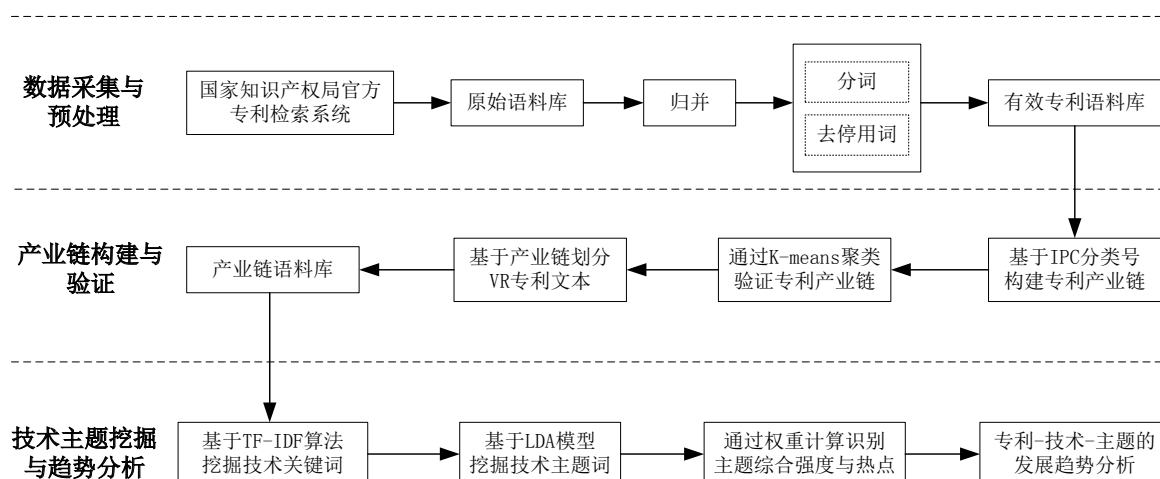 数据采集与
预处理
国家知识产权局官方
专利检索系统
原始语料库
归并
分词
去停用词
有效专利语料库
产业链构建与
验证
产业链语料库
基于产业链划分
VR专利文本
通过K-means聚类
验证专利产业链
基于IPC分类号
构建专利产业链
技术主题挖掘
与趋势分析
基于TF-IDF算法
挖掘技术关键词
基于LDA模型
挖掘技术主题词
通过权重计算识别
主题综合强度与热点
专利-技术-主题的
发展趋势分析